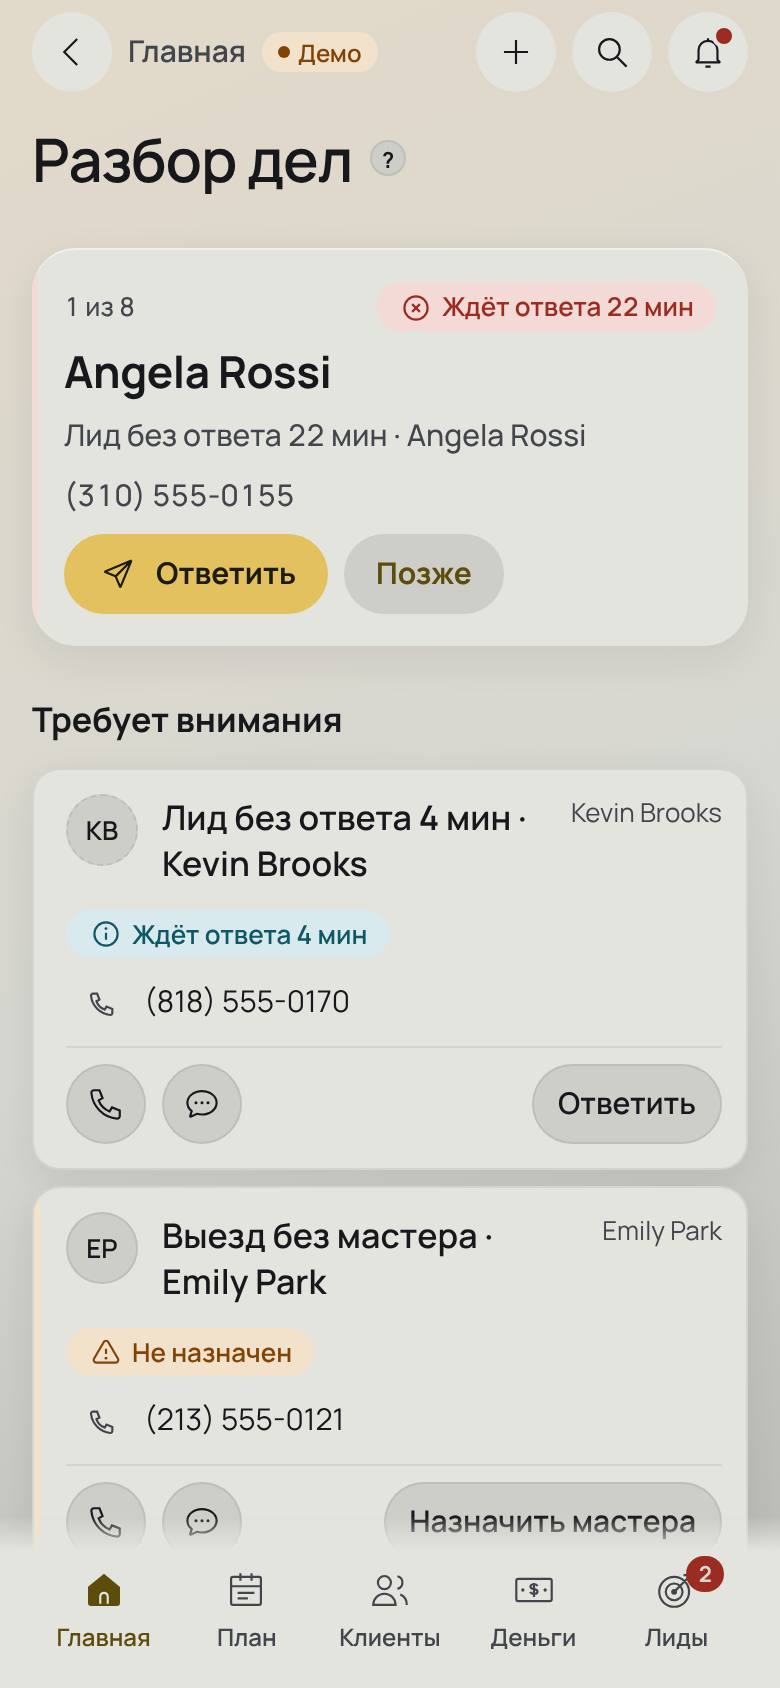 Главная
Демо
Разбор дел
?
1 из 8
Ждёт ответа 22 мин
Angela Rossi
Лид без ответа 22 мин · Angela Rossi
(310) 555-0155
Ответить
Позже
Требует внимания
KB
Лид без ответа 4 мин ·
Kevin Brooks
Kevin Brooks
Ждёт ответа 4 мин
(818) 555-0170
Ответить
EP
Выезд без мастера ·
Emily Park
Emily Park
Не назначен
(213) 555-0121
Назначить мастера
Главная
План
Клиенты
Деньги
2
Лиды